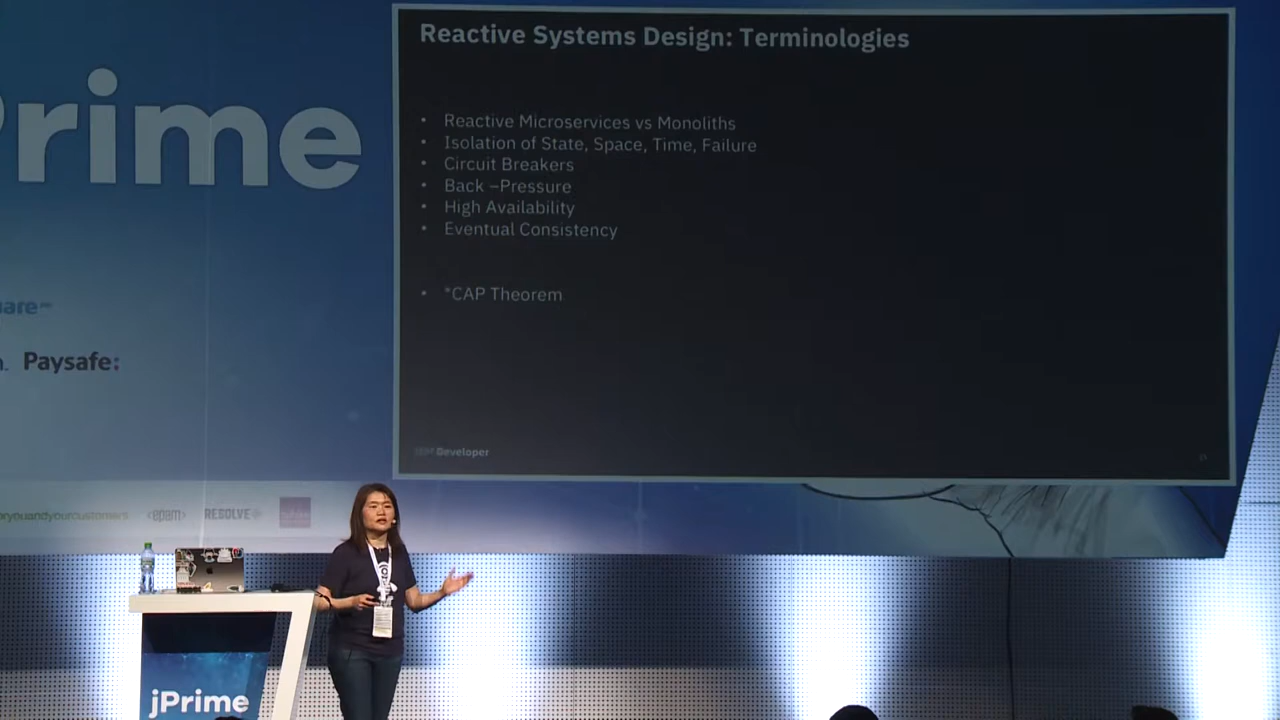 Reactive Systems Design: Terminologies
• Reactive Microservices vs Monoliths
• Isolation of State, Space, Time, Failure
• Circuit Breakers
• Back –Pressure
• High Availability
• Eventual Consistency
• *CAP Theorem
IBM Developer
Prime
Paysafe:
<epam> RESOLVE
jPrime